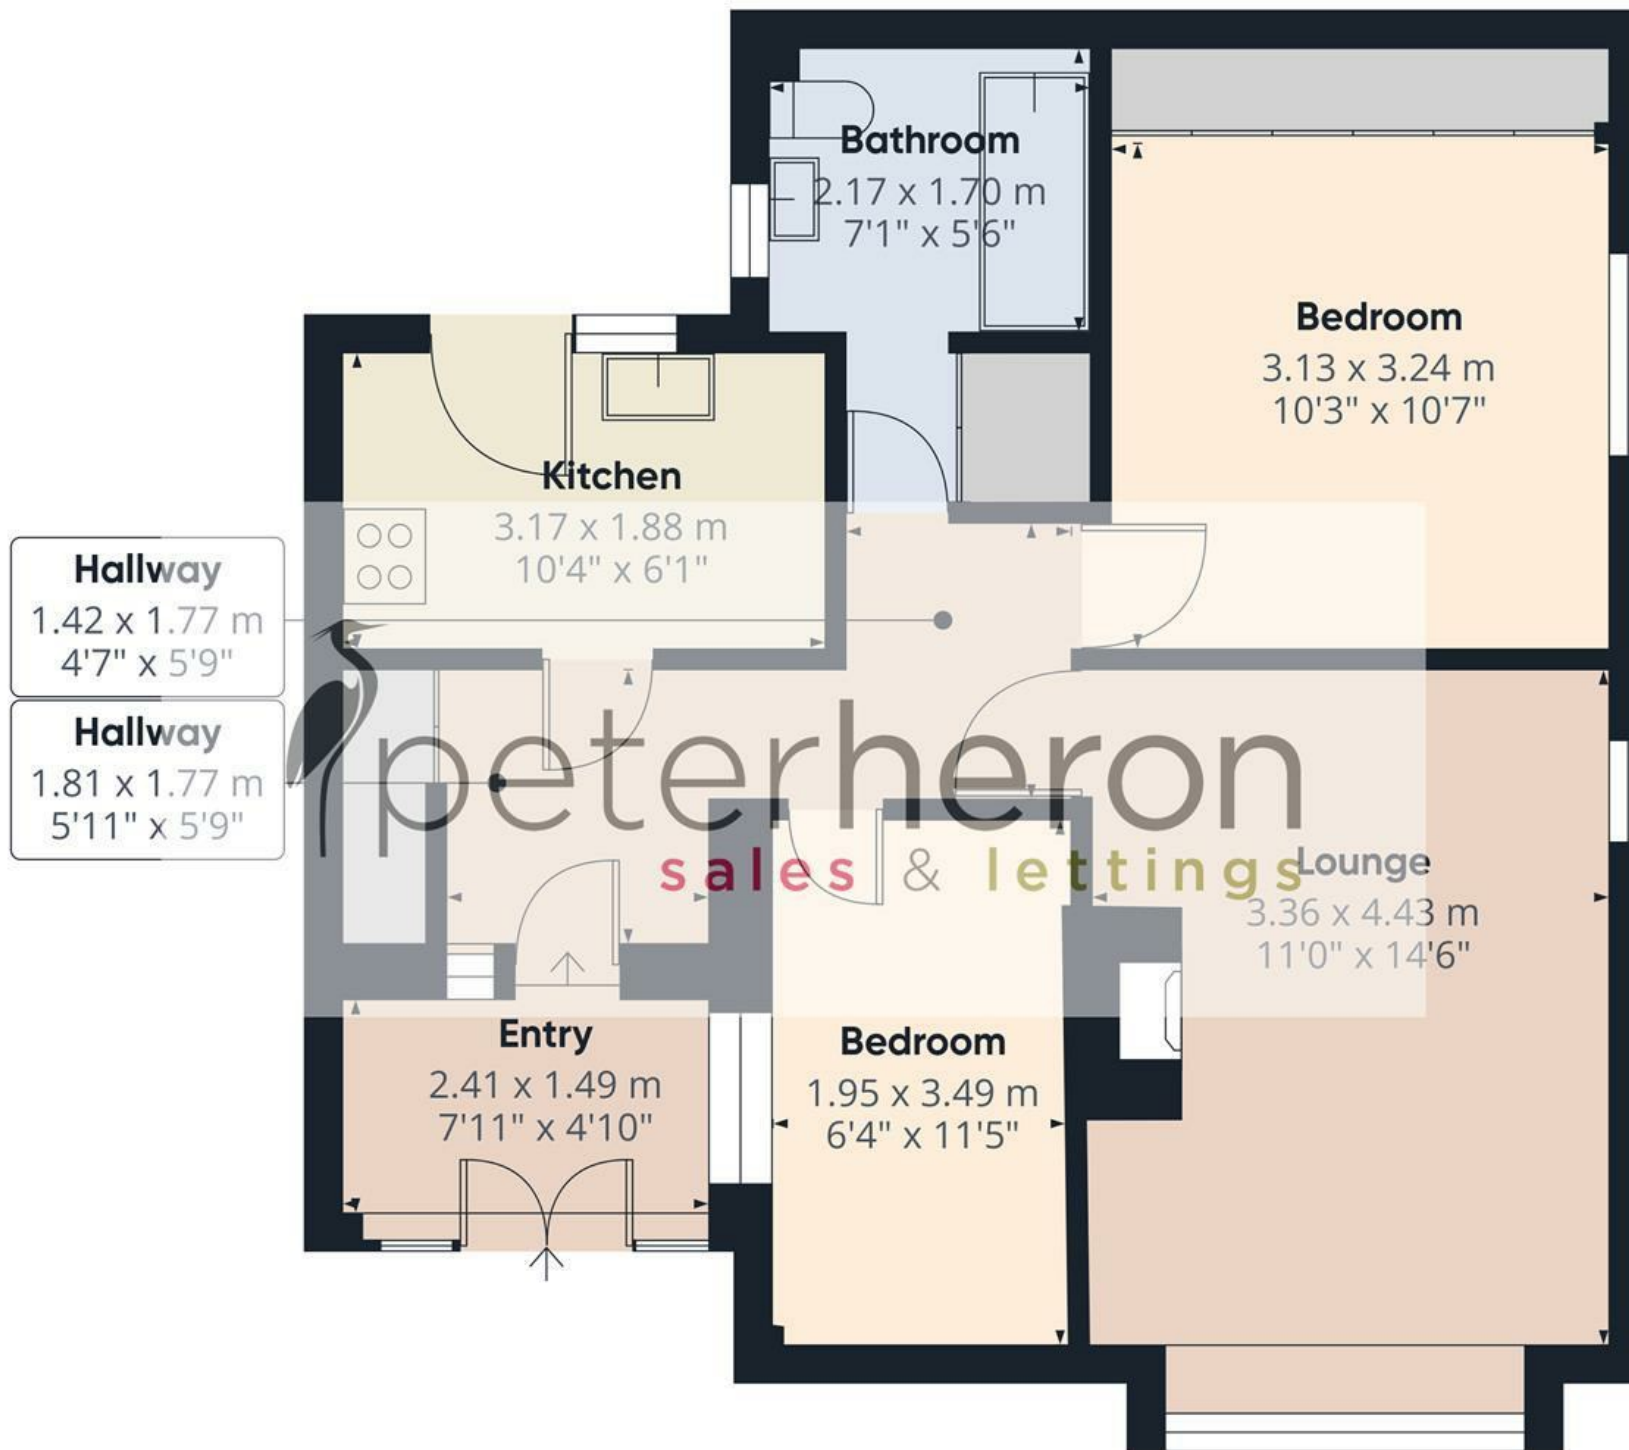 Bathroom
2.17 x 1.70 m
7'1" x 5'6"
Bedroom
3.13 x 3.24 m
10'3" x 10'7"
Kitchen
3.17 x 1.88 m
10'4" x 6'1"
Hallway
1.42 x 1.77 m
4'7" x 5'9"
Hallway
1.81 x 1.77 m
5'11" x 5'9"
peterheron
sales & lettings
Lounge
3.36 x 4.43 m
11'0" x 14'6"
Entry
2.41 x 1.49 m
7'11" x 4'10"
Bedroom
1.95 x 3.49 m
6'4" x 11'5"